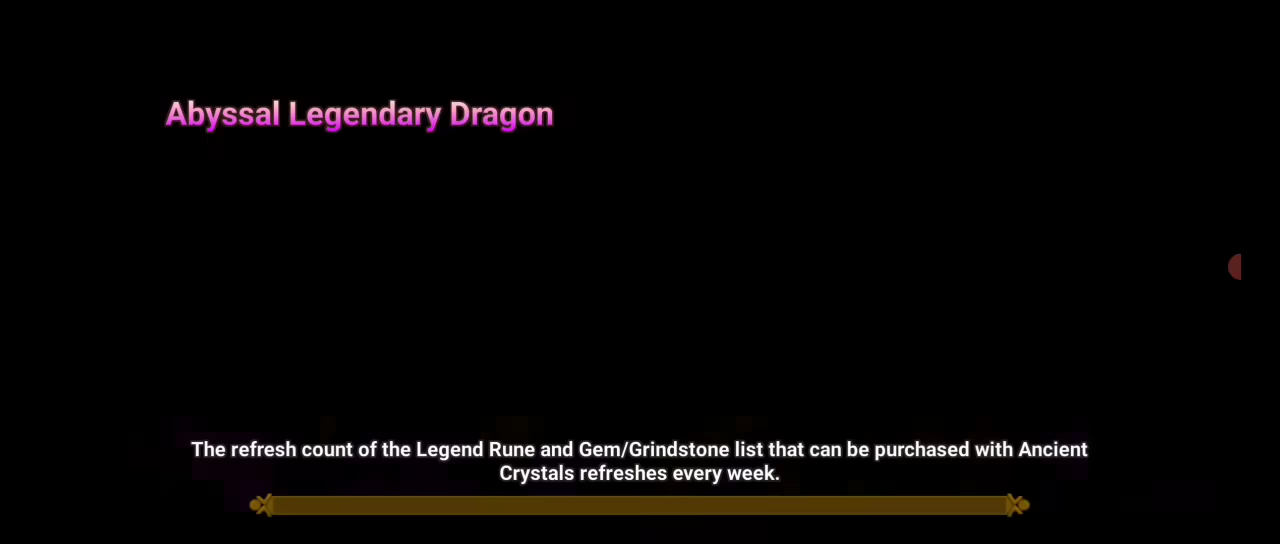 Abyssal Legendary Dragon
The refresh count of the Legend Rune and Gem/Grindstone list that can be purchased with Ancient
Crystals refreshes every week.